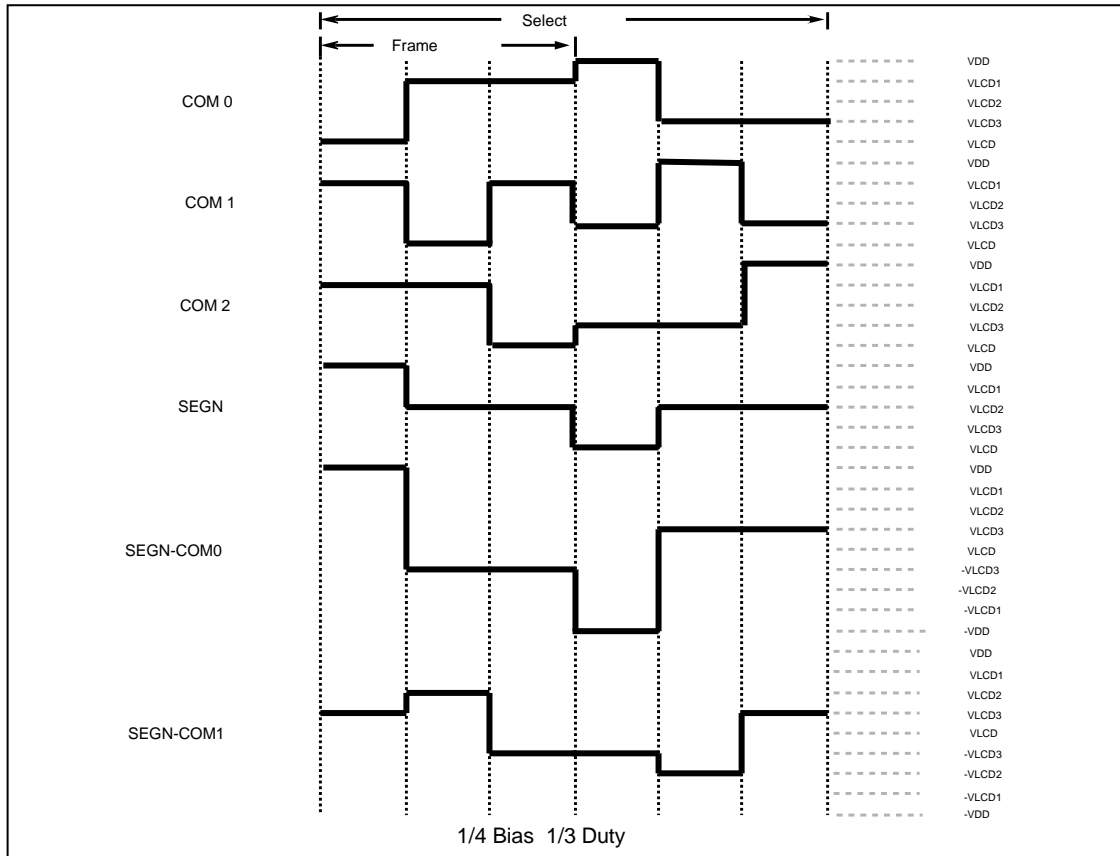 Select
Frame
VDD
VLCD1
COM 0
VLCD2
VLCD3
VLCD
VDD
VLCD1
COM 1
VLCD2
VLCD3
VLCD
VDD
VLCD1
COM 2
VLCD2
VLCD3
VLCD
VDD
VLCD1
SEGN
VLCD2
VLCD3
VLCD
VDD
VLCD1
VLCD2
VLCD3
SEGN-COM0
VLCD
-VLCD3
-VLCD2
-VLCD1
-VDD
VDD
VLCD1
VLCD2
VLCD3
SEGN-COM1
VLCD
-VLCD3
-VLCD2
-VLCD1
-VDD
1/4 Bias 1/3 Duty